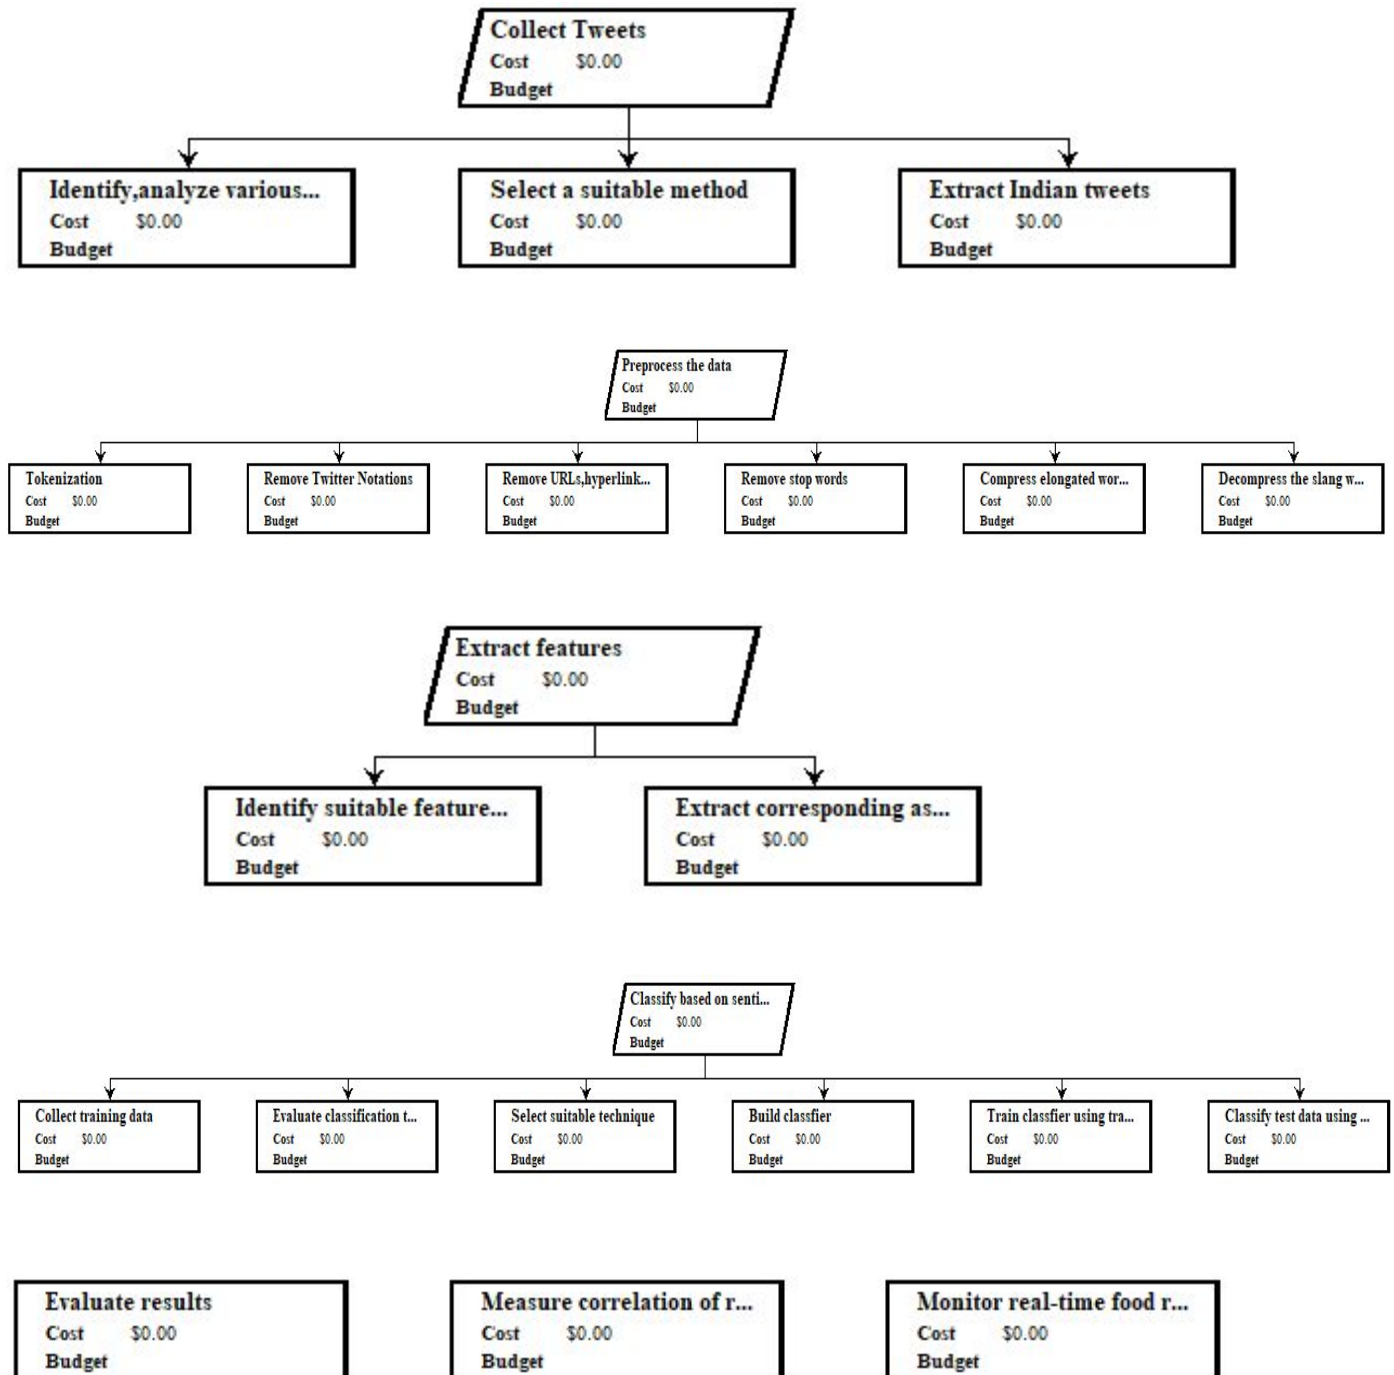 Collect Tweets
Cost $0.00
Budget
Identify,analyze various... Select a suitable method Extract Indian tweets
Cost $0.00 Cost $0.00 Cost $0.00
Budget Budget Budget
Preprocess the data
Cost $0.00
Budget
Tokenization Remove Twitter Notations Remove URLs,hyperlink... Remove stop words Compress elongated wor... Decompress the slang w...
Cost $0.00 Cost $0.00 Cost $0.00 Cost $0.00 Cost $0.00 Cost $0.00
Budget Budget Budget Budget Budget Budget
Extract features
Cost $0.00
Budget
Identify suitable feature... Extract corresponding as...
Cost $0.00 Cost $0.00
Budget Budget
Classify based on senti...
Cost $0.00
Budget
Collect training data Evaluate classification t... Select suitable technique Build classfier Train classfier using tra... Classify test data using ...
Cost $0.00 Cost $0.00 Cost $0.00 Cost $0.00 Cost $0.00 Cost $0.00
Budget Budget Budget Budget Budget Budget
Evaluate results Measure correlation of r... Monitor real-time food r...
Cost $0.00 Cost $0.00 Cost $0.00
Budget Budget Budget